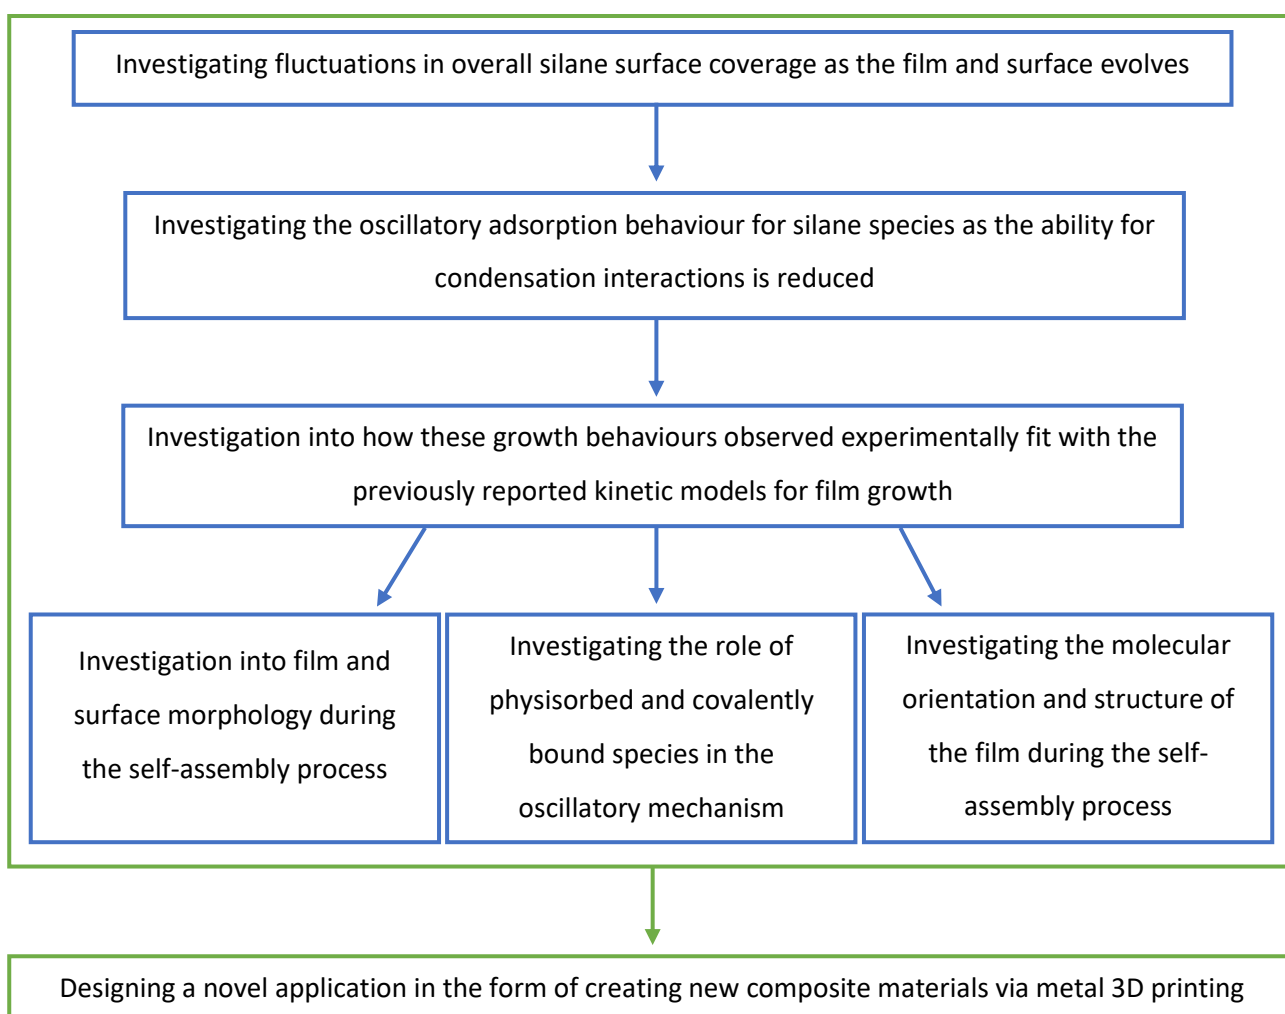 Investigating fluctuations in overall silane surface coverage as the film and surface evolves
Investigating the oscillatory adsorption behaviour for silane species as the ability for
condensation interactions is reduced
Investigation into how these growth behaviours observed experimentally fit with the
previously reported kinetic models for film growth
Investigation into film and
surface morphology during
the self-assembly process
Investigating the role of
physisorbed and covalently
bound species in the
oscillatory mechanism
Investigating the molecular
orientation and structure of
the film during the self-
assembly process
Designing a novel application in the form of creating new composite materials via metal 3D printing